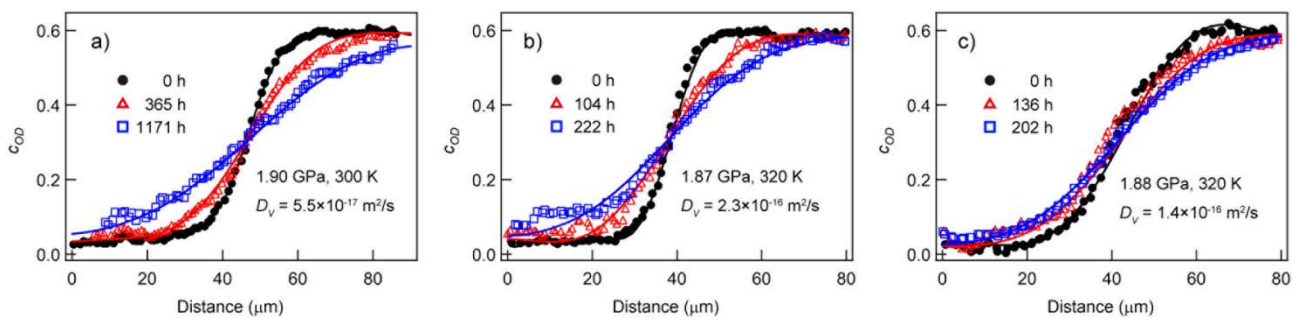 a)
0 h
365 h
1171 h
1.90 GPa, 300 K
D_V = 5.5×10⁻¹⁷ m²/s
c_OD
0.6
0.4
0.2
0.0
0 20 40 60 80
Distance (μm)
b)
0 h
104 h
222 h
1.87 GPa, 320 K
D_V = 2.3×10⁻¹⁶ m²/s
c_OD
0.6
0.4
0.2
0.0
0 20 40 60 80
Distance (μm)
c)
0 h
136 h
202 h
1.88 GPa, 320 K
D_V = 1.4×10⁻¹⁶ m²/s
c_OD
0.6
0.4
0.2
0.0
0 20 40 60 80
Distance (μm)